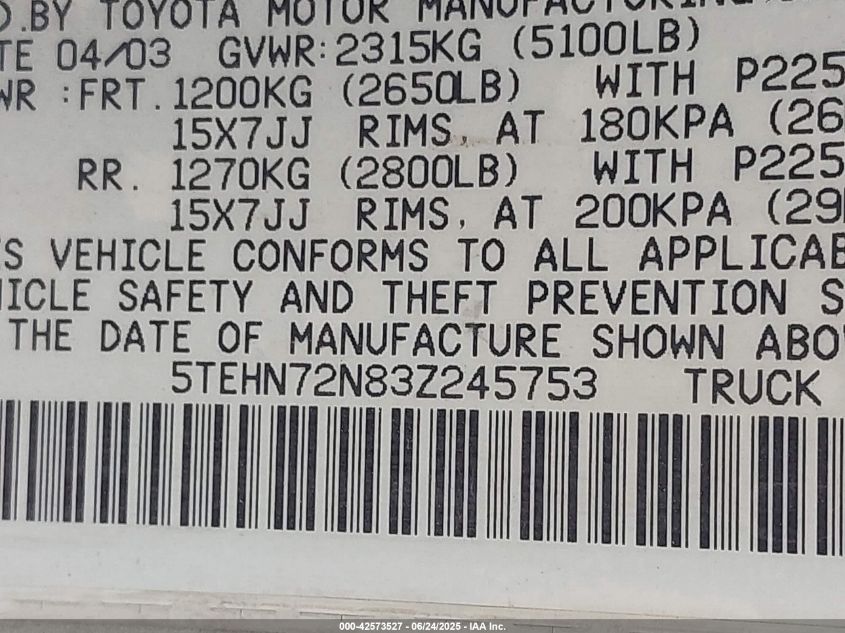 D.BY TOYOTA MOTOR MANUFACTURING
TE 04/03 GVWR:2315KG (5100LB)
WR :FRT.1200KG (2650LB) WITH P225
15X7JJ RIMS, AT 180KPA (26
RR. 1270KG (2800LB) WITH P225
15X7JJ RIMS, AT 200KPA (29
S VEHICLE CONFORMS TO ALL APPLICAB
ICLE SAFETY AND THEFT PREVENTION S
THE DATE OF MANUFACTURE SHOWN ABO
5TEHN72N83Z245753 TRUCK
000-42573527 - 06/24/2025 - IAA Inc.